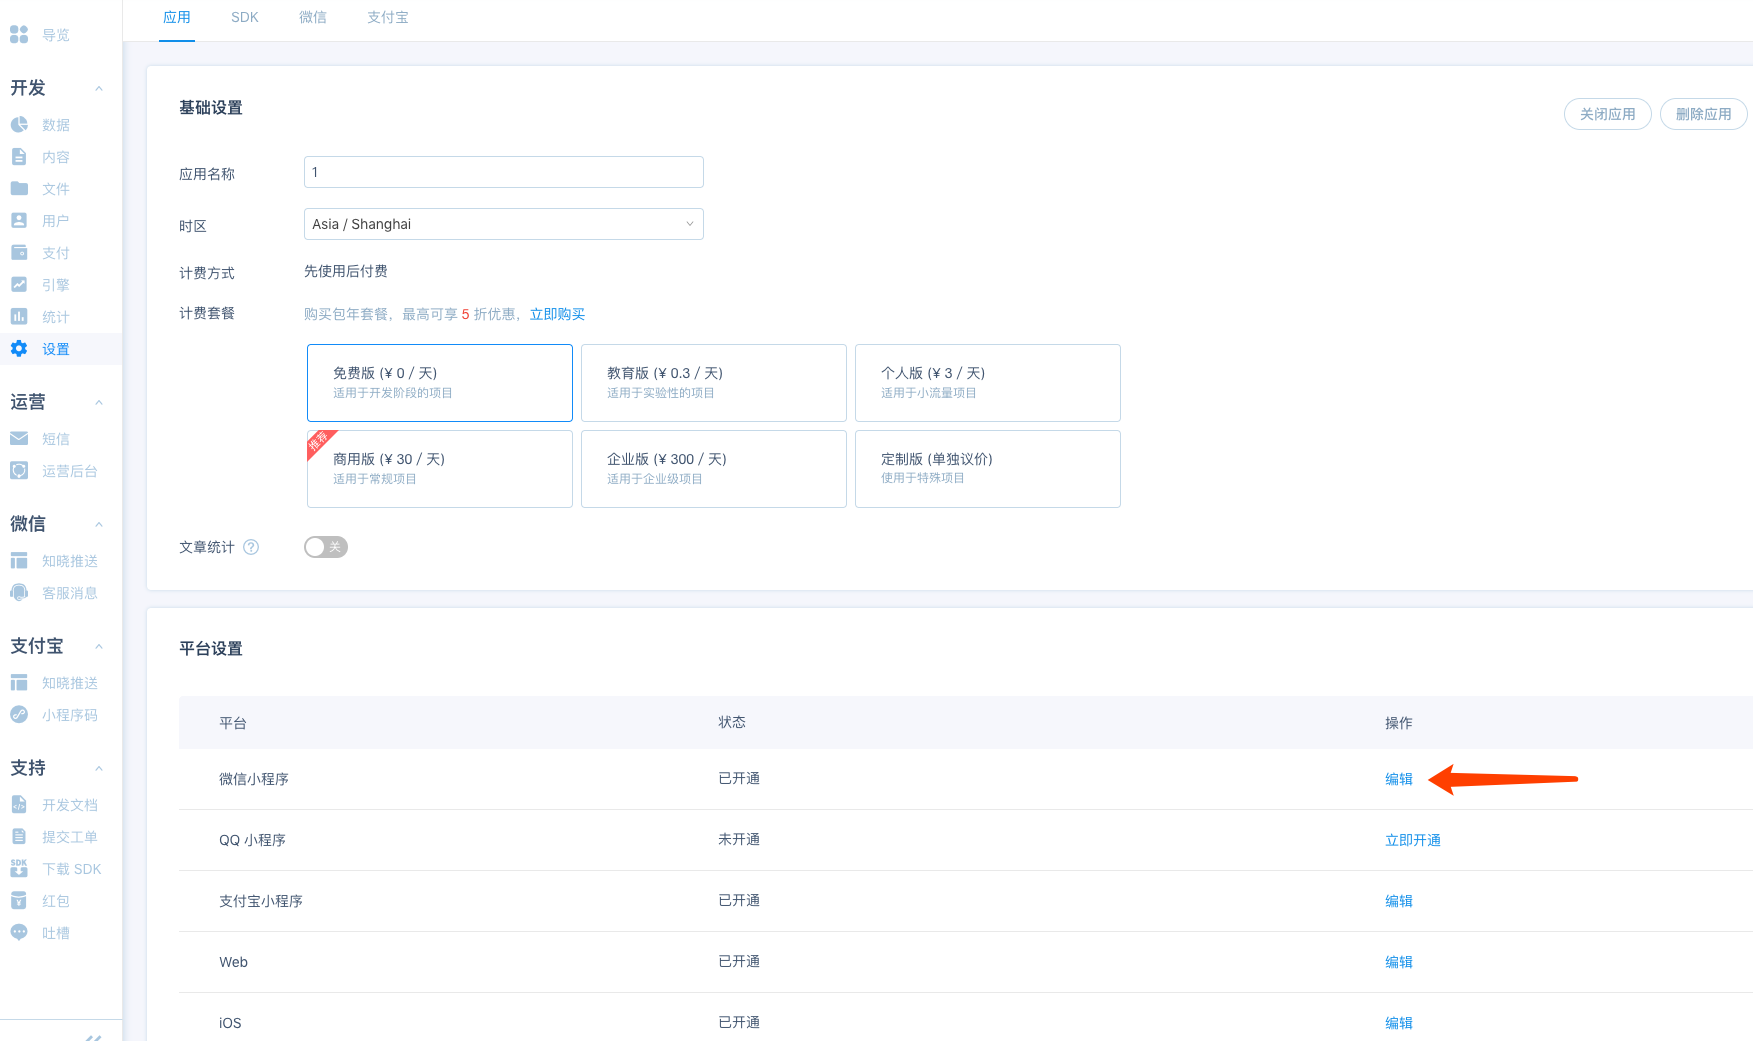 导览
开发
数据
内容
文件
用户
支付
引擎
统计
设置
运营
短信
运营后台
微信
知晓推送
客服消息
支付宝
知晓推送
小程序码
支持
开发文档
提交工单
SDK 下载 SDK
红包
吐槽
应用 SDK 微信 支付宝
基础设置
关闭应用 删除应用
应用名称 1
时区 Asia / Shanghai
计费方式 先使用后付费
计费套餐 购买包年套餐，最高可享 5 折优惠，立即购买
免费版 (¥ 0 / 天) 教育版 (¥ 0.3 / 天) 个人版 (¥ 3 / 天)
适用于开发阶段的项目 适用于实验性的项目 适用于小流量项目
推荐
商用版 (¥ 30 / 天) 企业版 (¥ 300 / 天) 定制版 (单独议价)
适用于常规项目 适用于企业级项目 使用于特殊项目
文章统计 ? 关
平台设置
平台 状态 操作
微信小程序 已开通 编辑
QQ 小程序 未开通 立即开通
支付宝小程序 已开通 编辑
Web 已开通 编辑
iOS 已开通 编辑